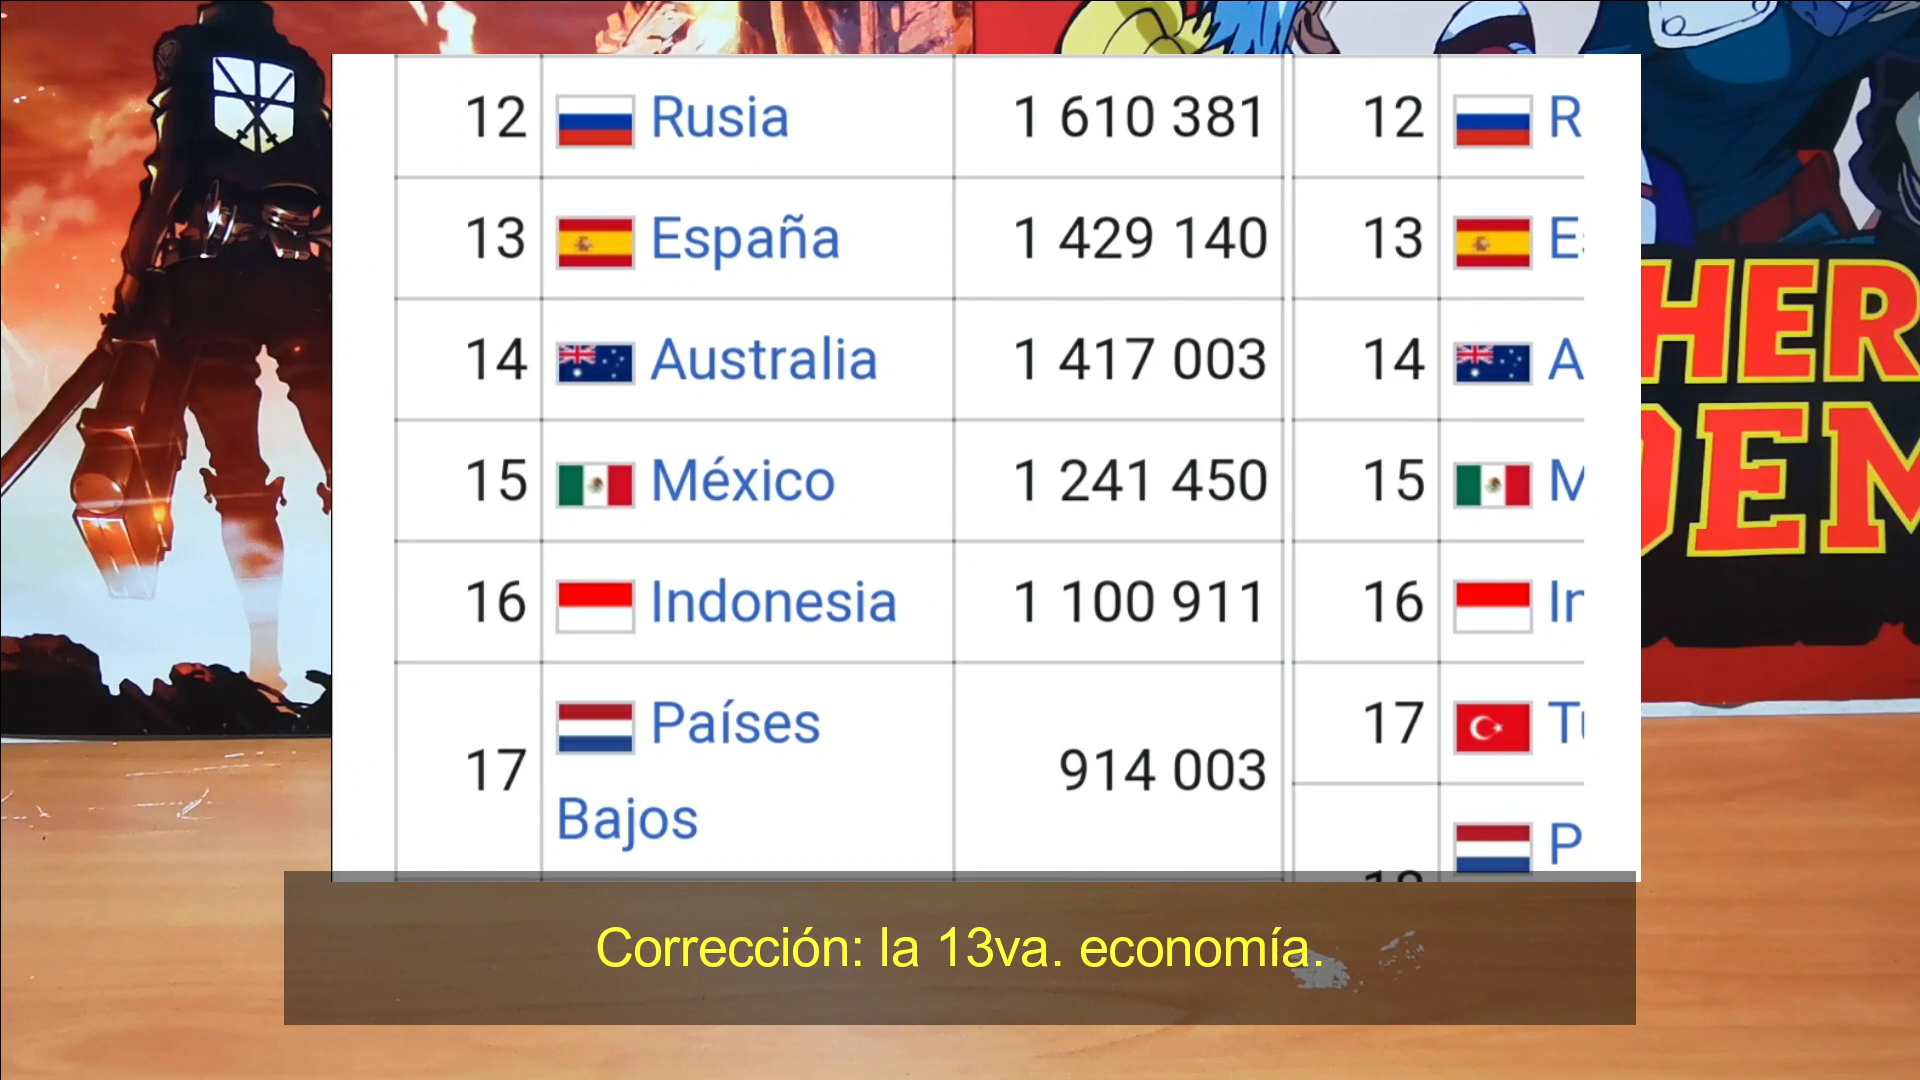 12 Rusia 1 610 381 12 R
13 España 1 429 140 13 E
14 Australia 1 417 003 14 A
15 México 1 241 450 15 M
16 Indonesia 1 100 911 16 In
17 Países Bajos 914 003 17 T
P
HER
DEM
Corrección: la 13va. economía.